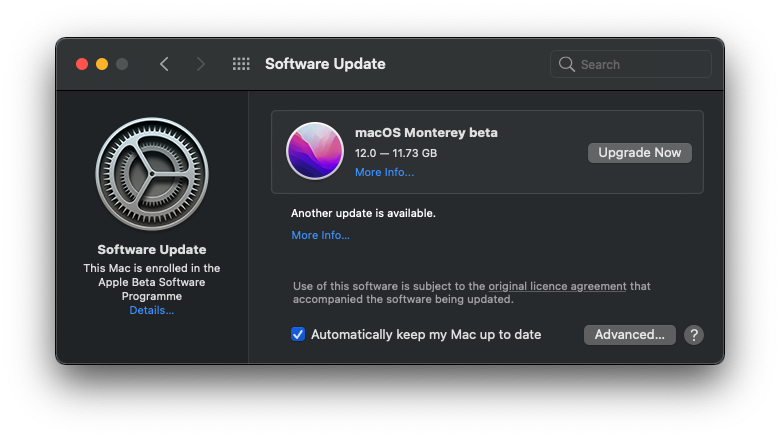 Software Update
Search
macOS Monterey beta
12.0 — 11.73 GB
More Info...
Upgrade Now
Another update is available.
More Info...
Software Update
This Mac is enrolled in the
Apple Beta Software
Programme
Details...
Use of this software is subject to the original licence agreement that
accompanied the software being updated.
Automatically keep my Mac up to date
Advanced...
?